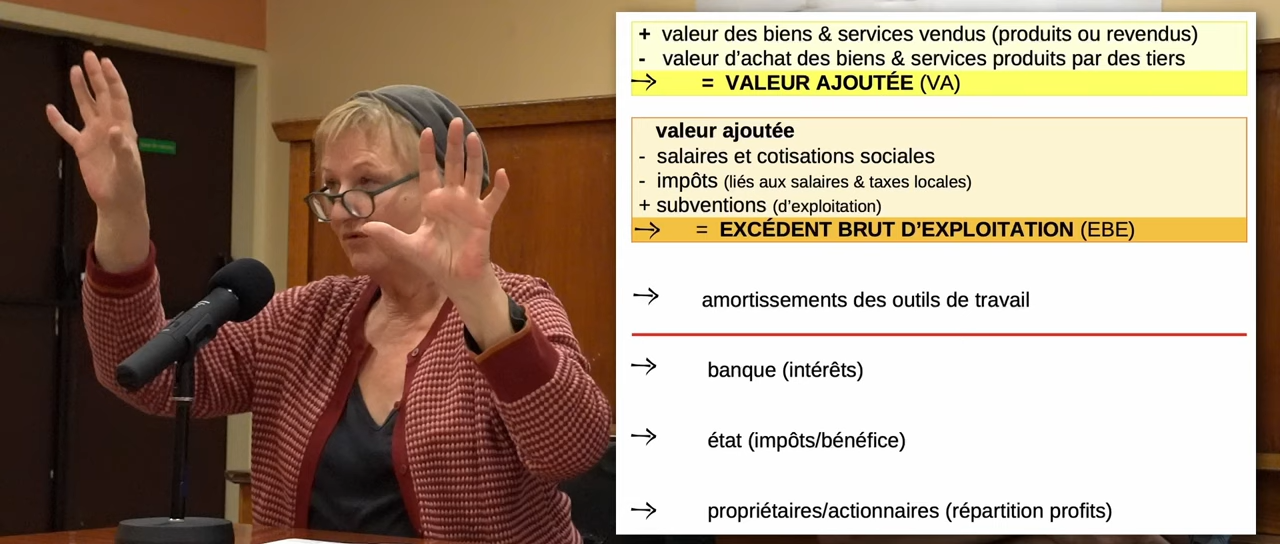 + valeur des biens & services vendus (produits ou revendus)
- valeur d’achat des biens & services produits par des tiers
→ = VALEUR AJOUTÉE (VA)
valeur ajoutée
- salaires et cotisations sociales
- impôts (liés aux salaires & taxes locales)
+ subventions (d’exploitation)
→ = EXCÉDENT BRUT D’EXPLOITATION (EBE)
→ amortissements des outils de travail
→ banque (intérêts)
→ état (impôts/bénéfice)
→ propriétaires/actionnaires (répartition profits)